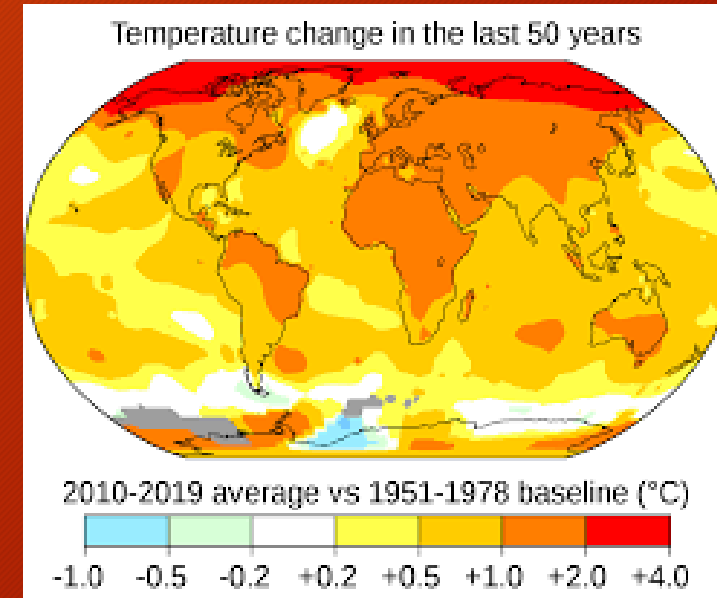 Temperature change in the last 50 years
2010-2019 average vs 1951-1978 baseline (°C)
-1.0 -0.5 -0.2 +0.2 +0.5 +1.0 +2.0 +4.0